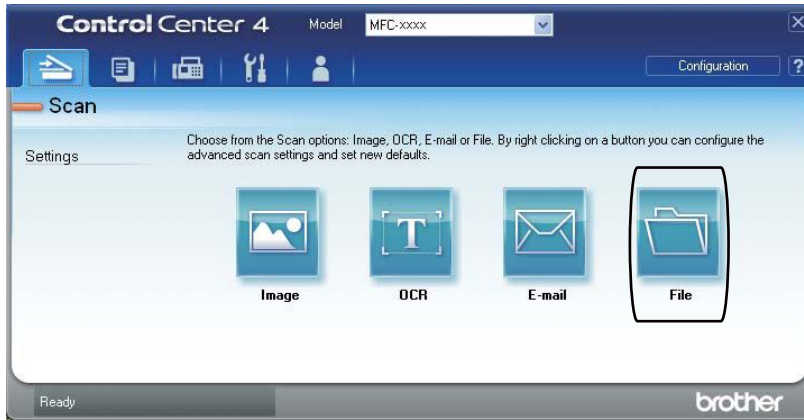 Control Center 4 Model MFC-xxxx
Configuration ?
Scan
Settings
Choose from the Scan options: Image, OCR, E-mail or File. By right clicking on a button you can configure the
advanced scan settings and set new defaults.
T
Image OCR E-mail File
Ready brother